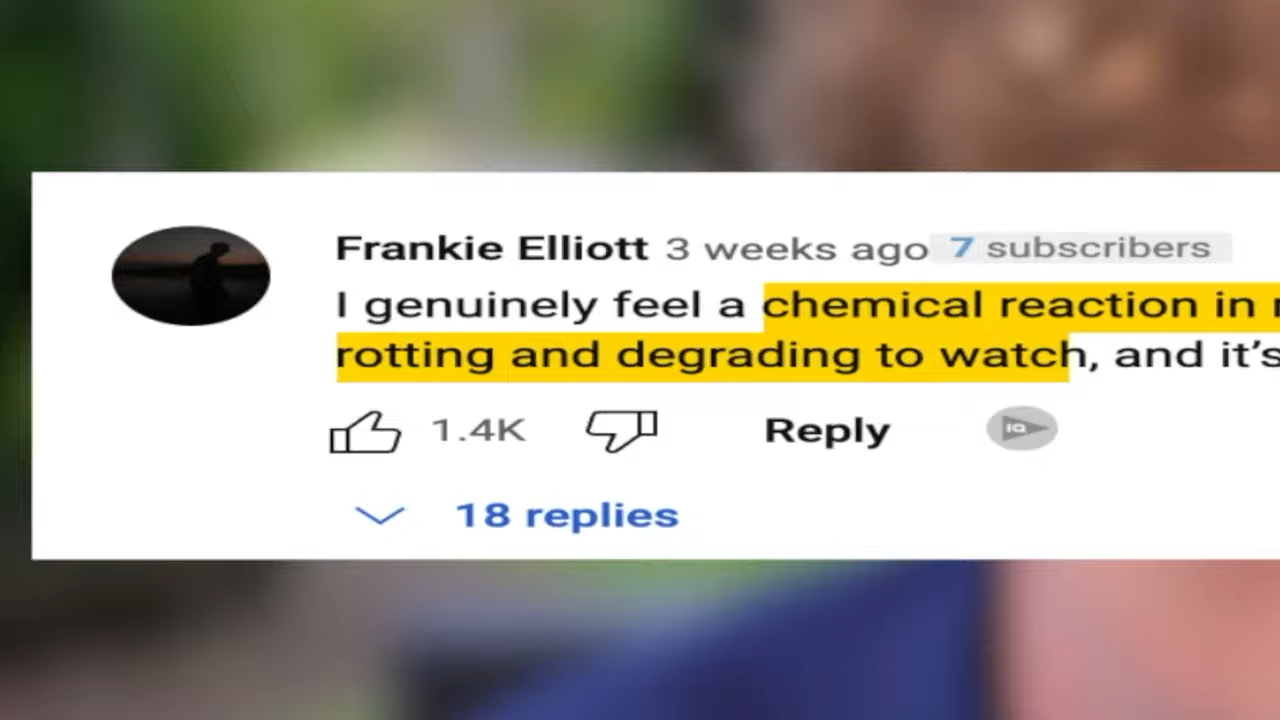 Frankie Elliott 3 weeks ago 7 subscribers
I genuinely feel a chemical reaction in
rotting and degrading to watch, and it’s
1.4K Reply IQ
18 replies